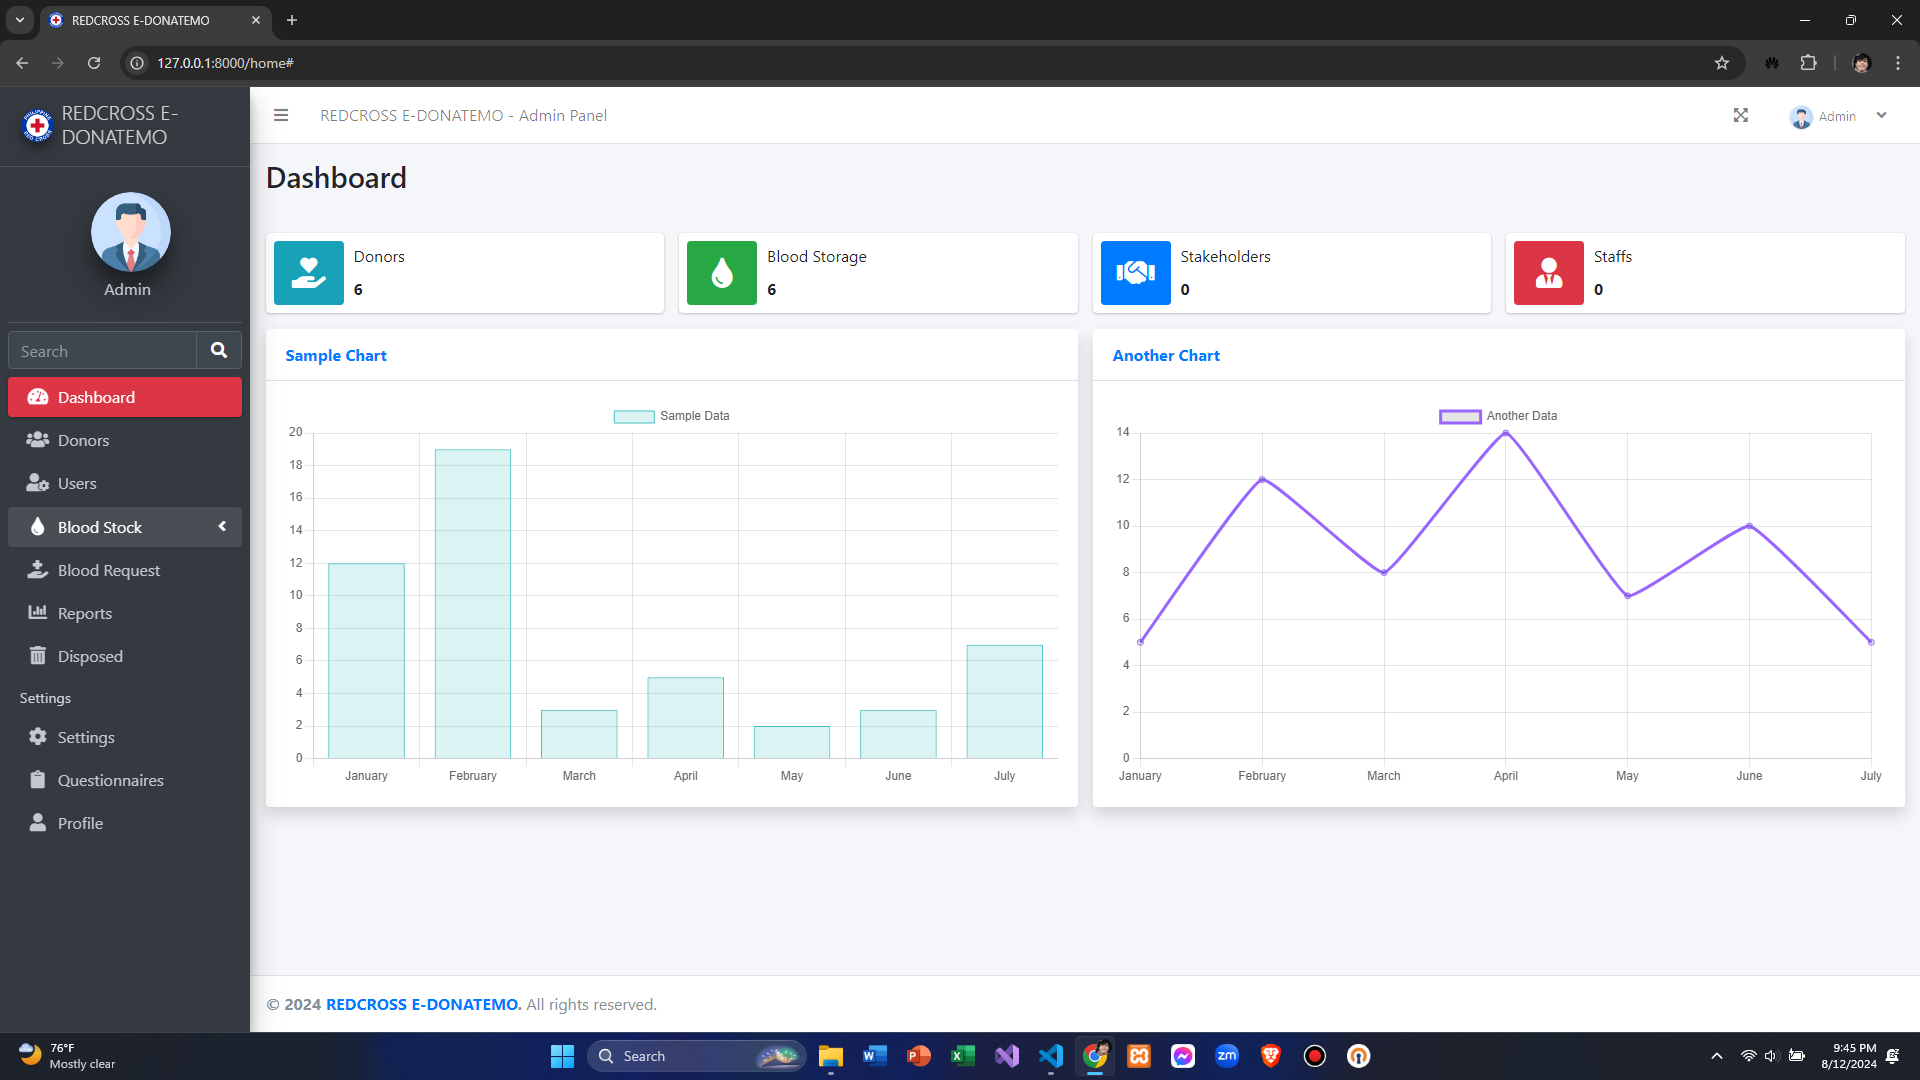 REDCROSS E-DONATEMO
127.0.0.1:8000/home#
REDCROSS E-
DONATEMO
REDCROSS E-DONATEMO - Admin Panel
Admin
Admin
Search
Dashboard
Donors
Users
Blood Stock
Blood Request
Reports
Disposed
Settings
Settings
Questionnaires
Profile
Dashboard
Donors
6
Blood Storage
6
Stakeholders
0
Staffs
0
Sample Chart
Sample Data
20
18
16
14
12
10
8
6
4
2
0
January February March April May June July
Another Chart
Another Data
14
12
10
8
6
4
2
0
January February March April May June July
© 2024 REDCROSS E-DONATEMO. All rights reserved.
76°F
Mostly clear
Search
zm
9:45 PM
8/12/2024